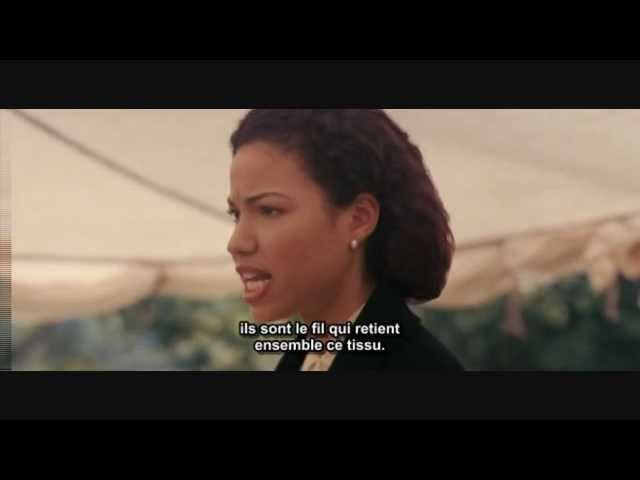 ils sont le fil qui retient
ensemble ce tissu.